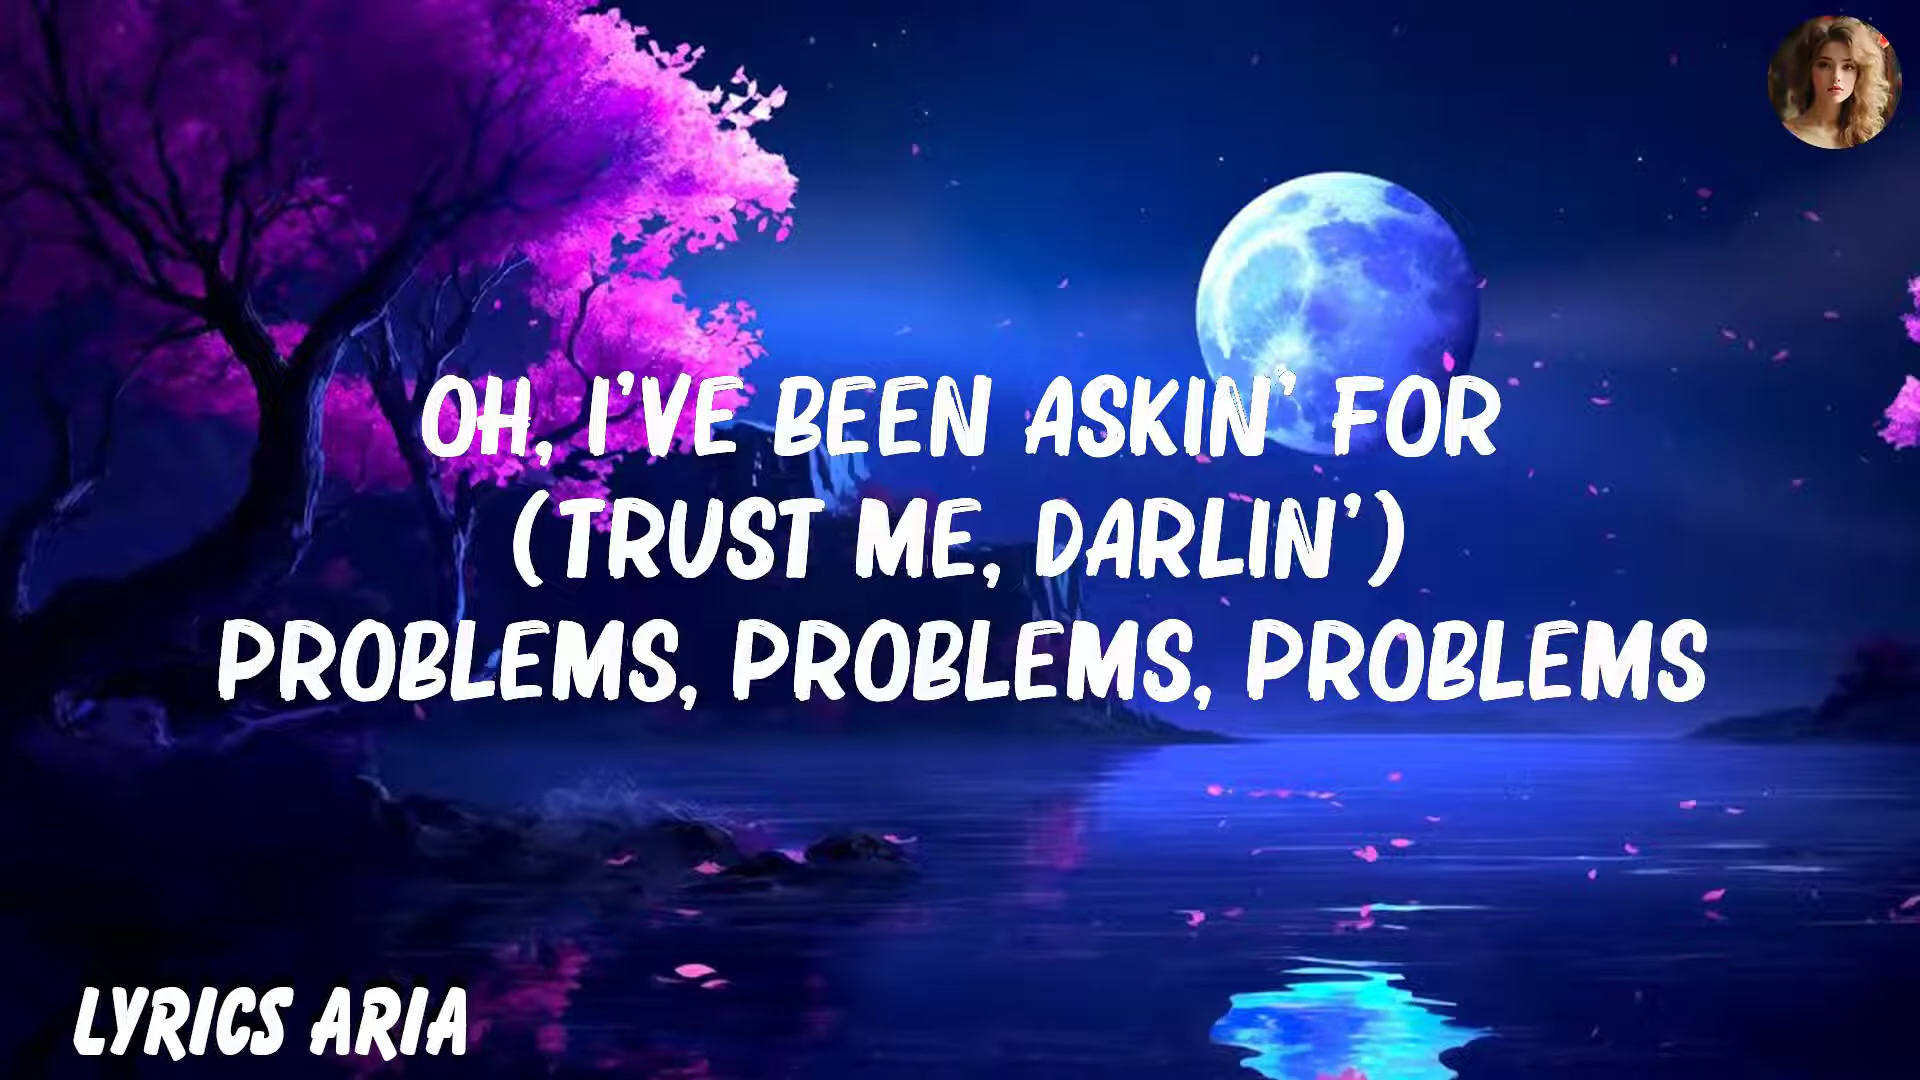 OH, I'VE BEEN ASKIN' FOR
(TRUST ME, DARLIN')
PROBLEMS, PROBLEMS, PROBLEMS
LYRICS ARIA